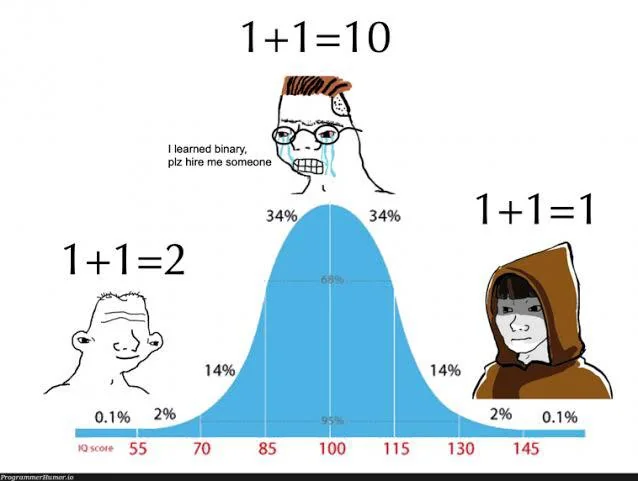 1+1=10
I learned binary,
plz hire me someone
34% 34%
1+1=1
1+1=2
68%
14% 14%
0.1% 2% 95% 2% 0.1%
IQ score 55 70 85 100 115 130 145
ProgrammerHumor.io